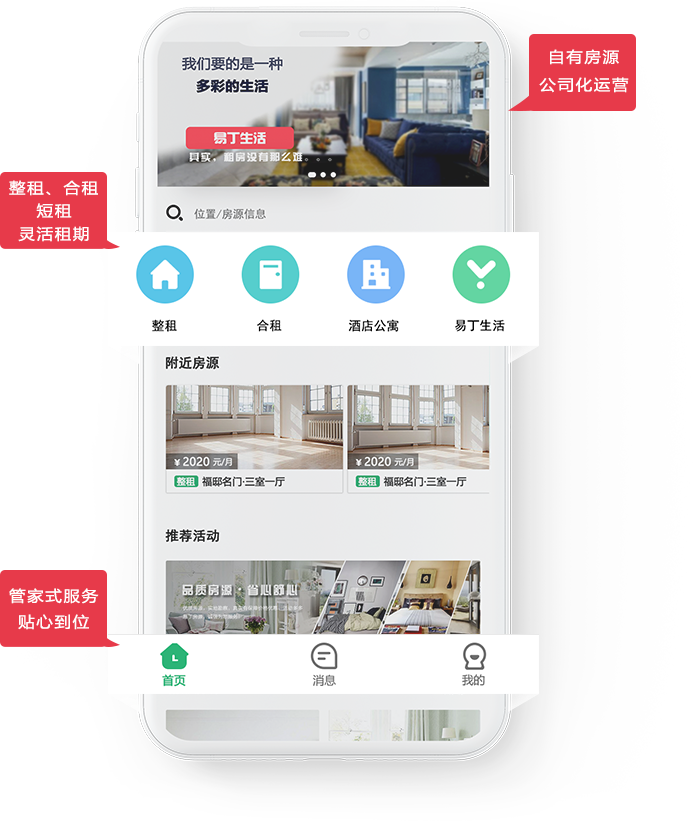 我们要的是一种
多彩的生活
易丁生活
真实，租房没有那么难。。。
自有房源
公司化运营
整租、合租
短租
灵活租期
位置/房源信息
整租
合租
酒店公寓
易丁生活
附近房源
¥ 2020 元/月
¥ 2020 元/月
整租 福邸名门·三室一厅
整租 福邸名门·三室一厅
推荐活动
品质房源·省心舒心
管家式服务
贴心到位
首页
消息
我的